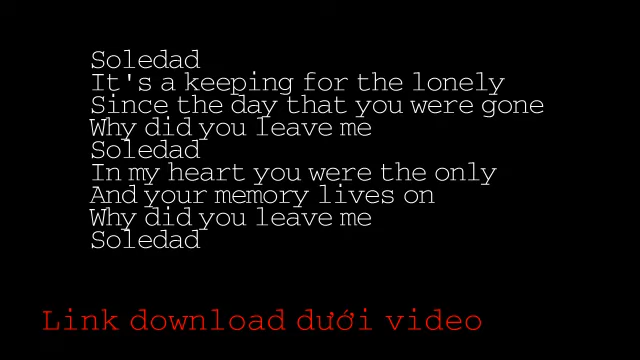 Soledad
It's a keeping for the lonely
Since the day that you were gone
Why did you leave me
Soledad
In my heart you were the only
And your memory lives on
Why did you leave me
Soledad
Link download dưới video